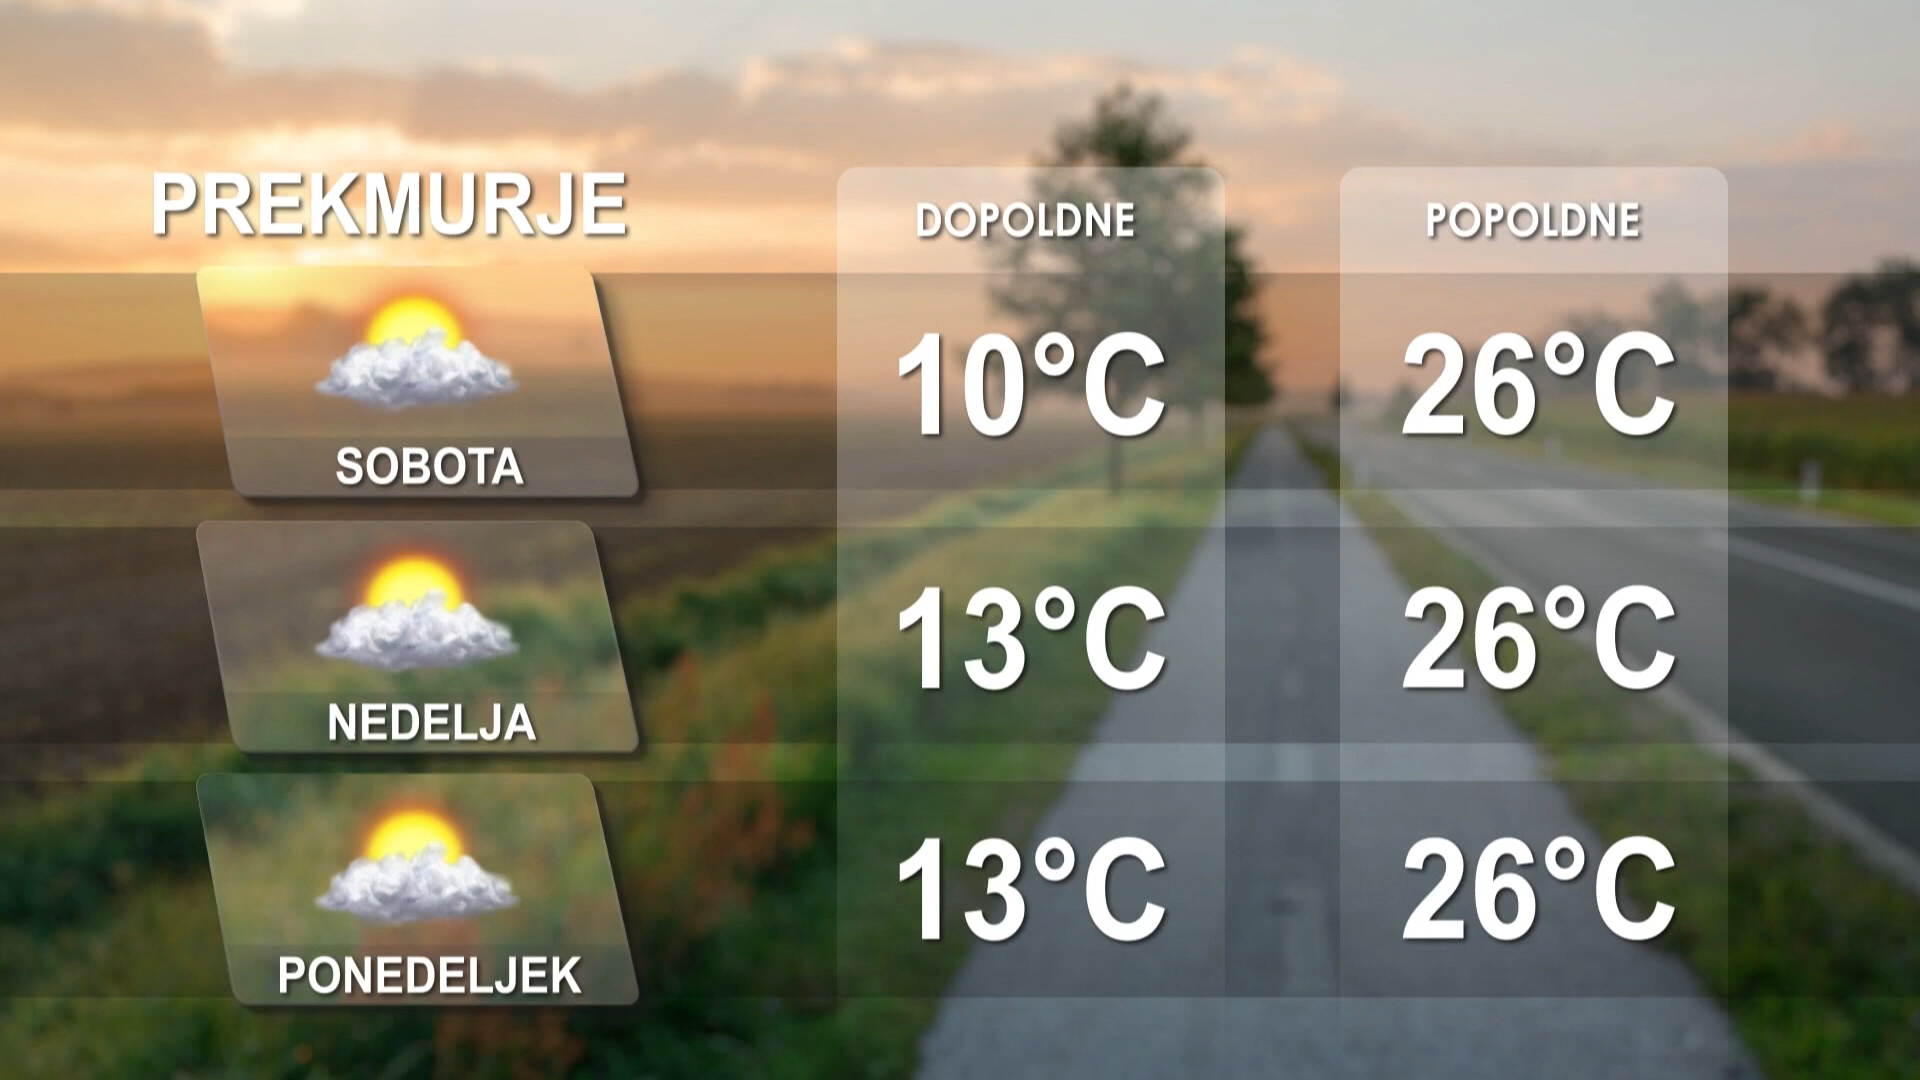 PREKMURJE
DOPOLDNE POPOLDNE
SOBOTA 10°C 26°C
NEDELJA 13°C 26°C
PONEDELJEK 13°C 26°C